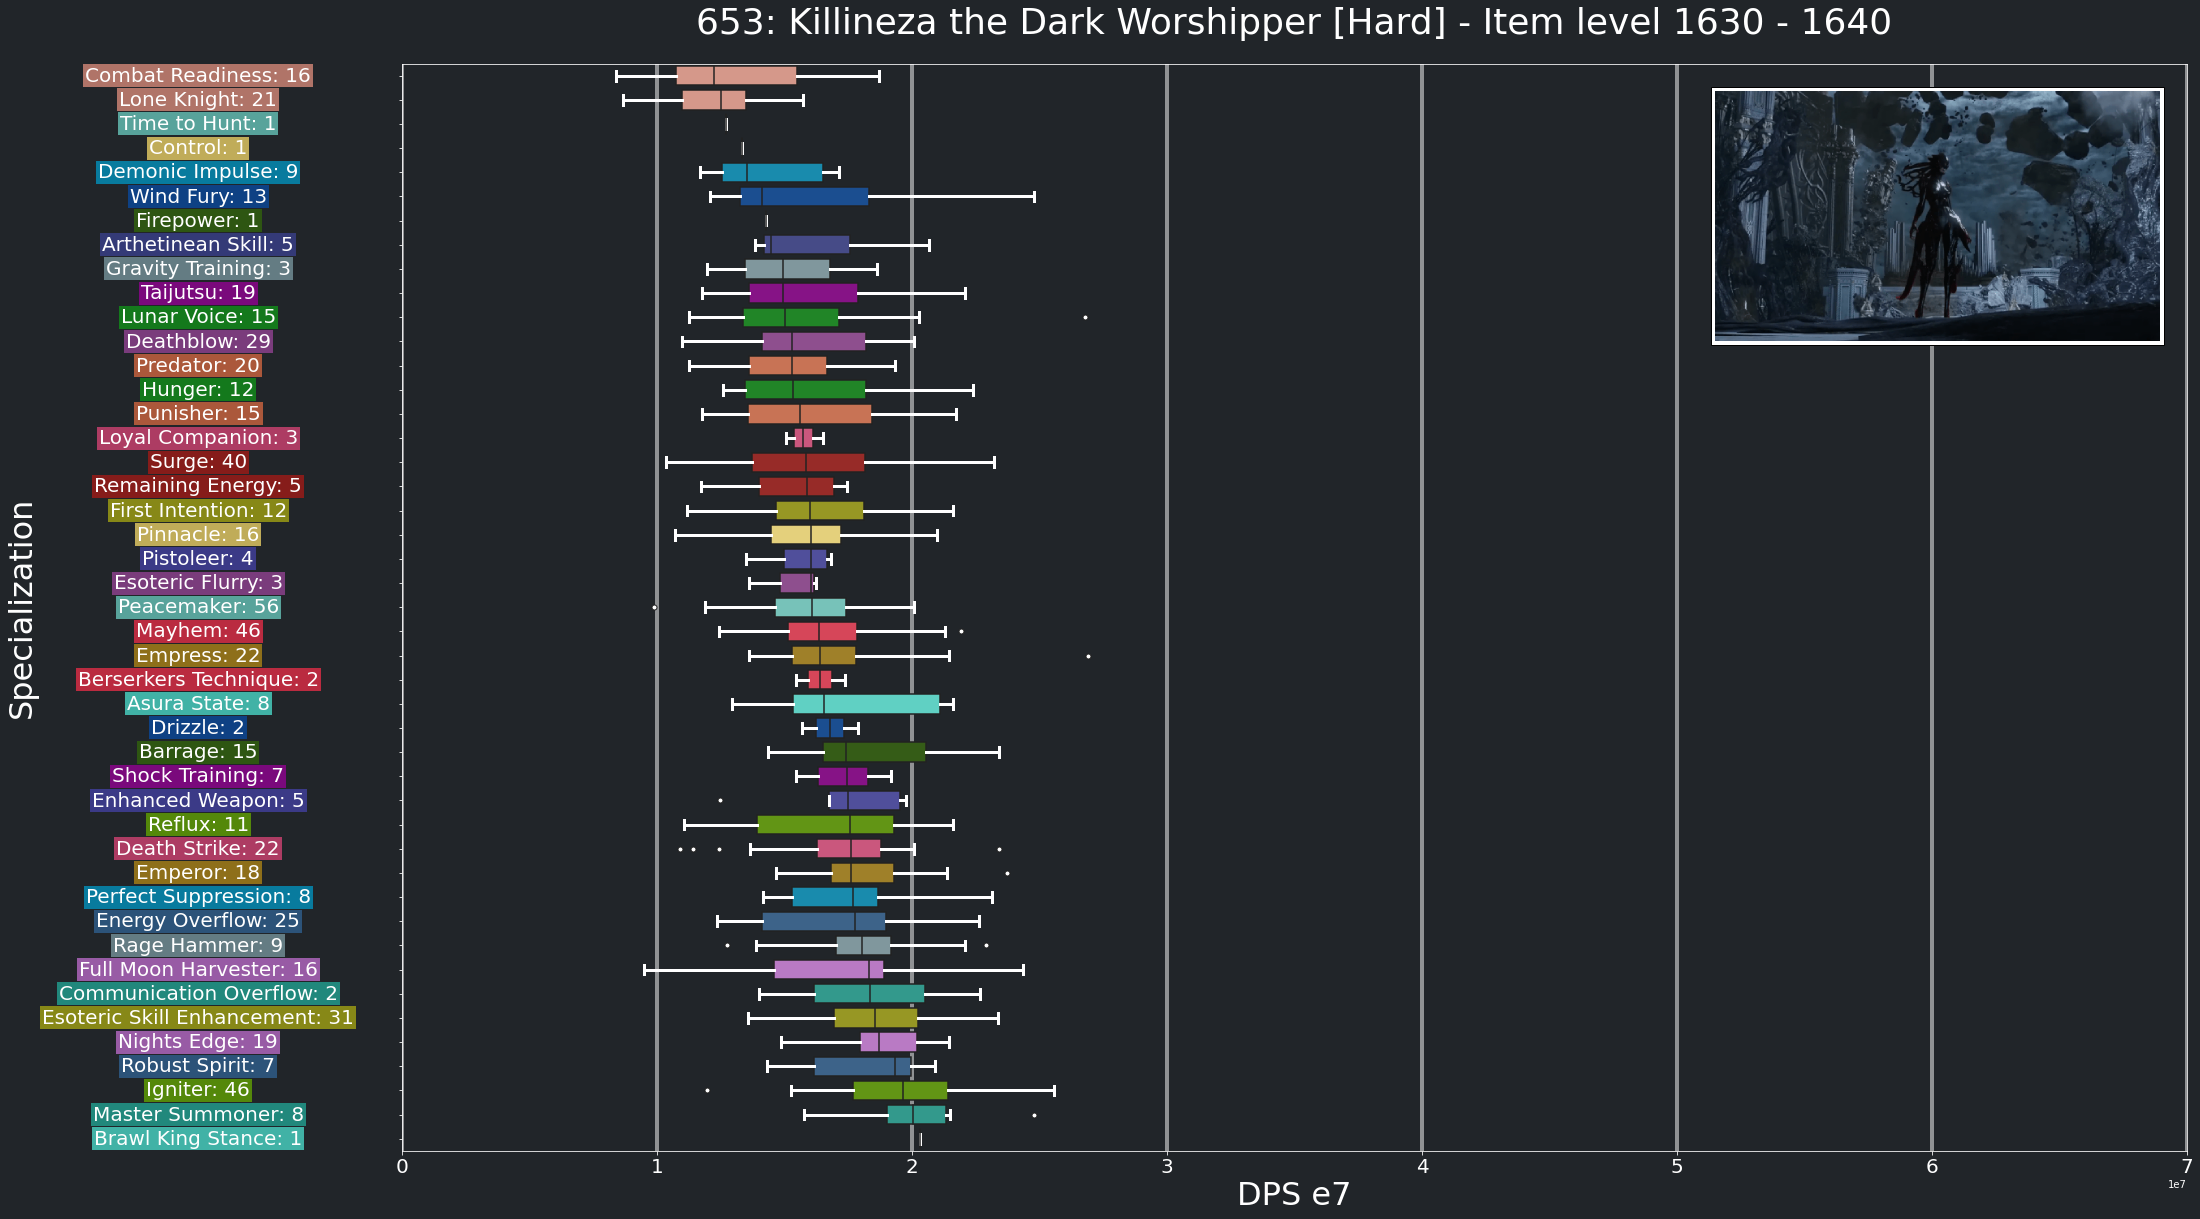 653: Killineza the Dark Worshipper [Hard] - Item level 1630 - 1640
Combat Readiness: 16
Lone Knight: 21
Time to Hunt: 1
Control: 1
Demonic Impulse: 9
Wind Fury: 13
Firepower: 1
Arthetinean Skill: 5
Gravity Training: 3
Taijutsu: 19
Lunar Voice: 15
Deathblow: 29
Predator: 20
Hunger: 12
Punisher: 15
Loyal Companion: 3
Surge: 40
Remaining Energy: 5
First Intention: 12
Pinnacle: 16
Pistoleer: 4
Esoteric Flurry: 3
Peacemaker: 56
Mayhem: 46
Empress: 22
Berserkers Technique: 2
Asura State: 8
Drizzle: 2
Barrage: 15
Shock Training: 7
Enhanced Weapon: 5
Reflux: 11
Death Strike: 22
Emperor: 18
Perfect Suppression: 8
Energy Overflow: 25
Rage Hammer: 9
Full Moon Harvester: 16
Communication Overflow: 2
Esoteric Skill Enhancement: 31
Nights Edge: 19
Robust Spirit: 7
Igniter: 46
Master Summoner: 8
Brawl King Stance: 1
Specialization
0 1 2 3 4 5 6 7
1e7
DPS e7